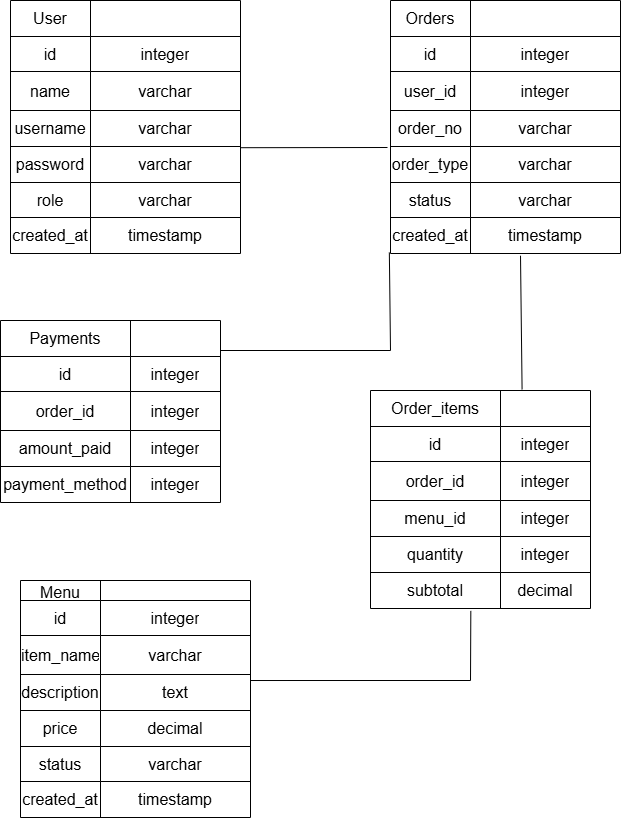 User
id integer
name varchar
username varchar
password varchar
role varchar
created_at timestamp
Orders
id integer
user_id integer
order_no varchar
order_type varchar
status varchar
created_at timestamp
Payments
id integer
order_id integer
amount_paid integer
payment_method integer
Order_items
id integer
order_id integer
menu_id integer
quantity integer
subtotal decimal
Menu
id integer
item_name varchar
description text
price decimal
status varchar
created_at timestamp